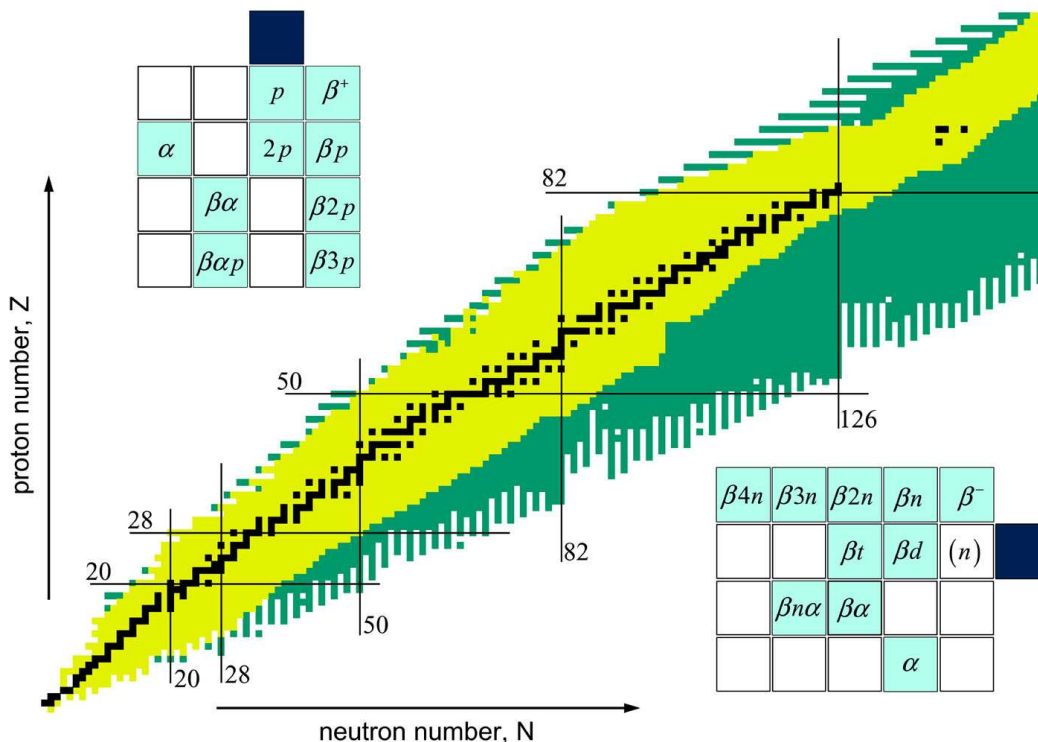 p β⁺
α 2p βp
βα β2p
βαp β3p
82
50
28
20
126
82
50
20 28
proton number, Z
neutron number, N
β4n β3n β2n βn β⁻
βt βd (n)
βnα βα
α